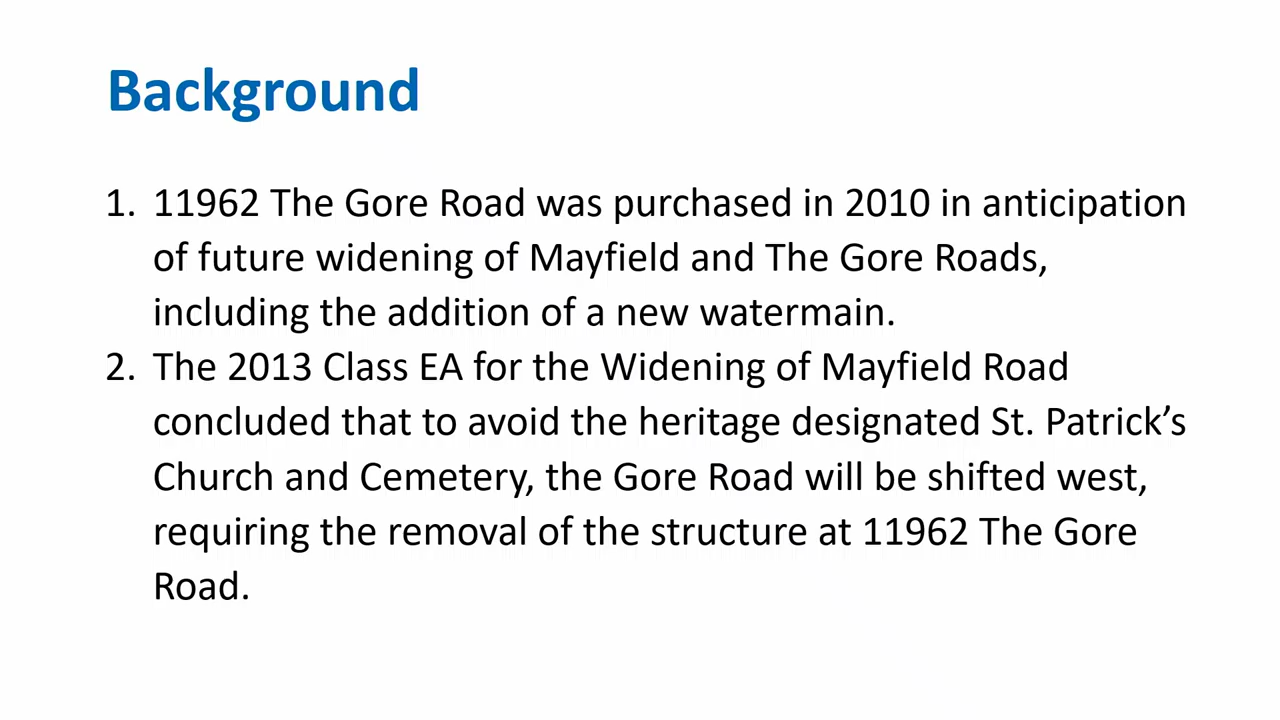 Background
1. 11962 The Gore Road was purchased in 2010 in anticipation
of future widening of Mayfield and The Gore Roads,
including the addition of a new watermain.
2. The 2013 Class EA for the Widening of Mayfield Road
concluded that to avoid the heritage designated St. Patrick’s
Church and Cemetery, the Gore Road will be shifted west,
requiring the removal of the structure at 11962 The Gore
Road.